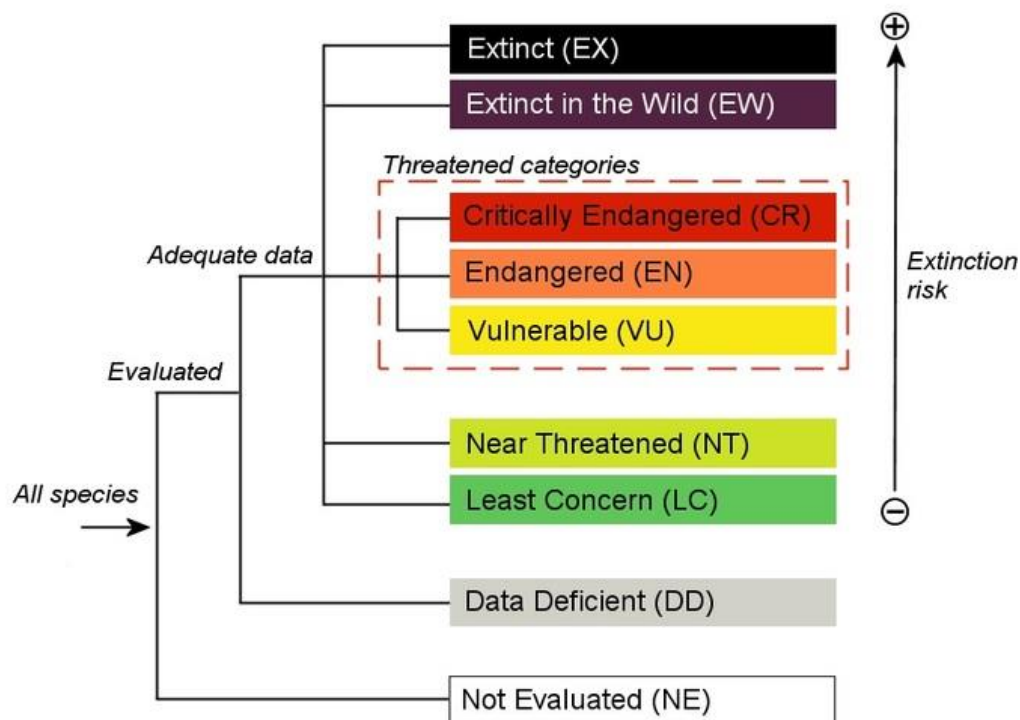 Extinct (EX)
Extinct in the Wild (EW)
Threatened categories
Critically Endangered (CR)
Adequate data
Endangered (EN)
Extinction
risk
Vulnerable (VU)
Evaluated
Near Threatened (NT)
All species
Least Concern (LC)
Data Deficient (DD)
Not Evaluated (NE)